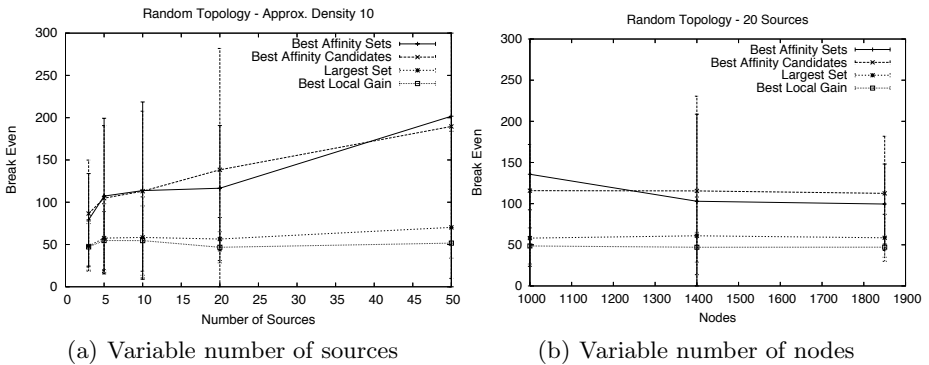 Random Topology - Approx. Density 10
300
250
200
150
100
50
0
Break Even
Best Affinity Sets
Best Affinity Candidates
Largest Set
Best Local Gain
0 5 10 15 20 25 30 35 40 45 50
Number of Sources
(a) Variable number of sources
Random Topology - 20 Sources
300
250
200
150
100
50
0
Break Even
Best Affinity Sets
Best Affinity Candidates
Largest Set
Best Local Gain
1000 1100 1200 1300 1400 1500 1600 1700 1800 1900
Nodes
(b) Variable number of nodes